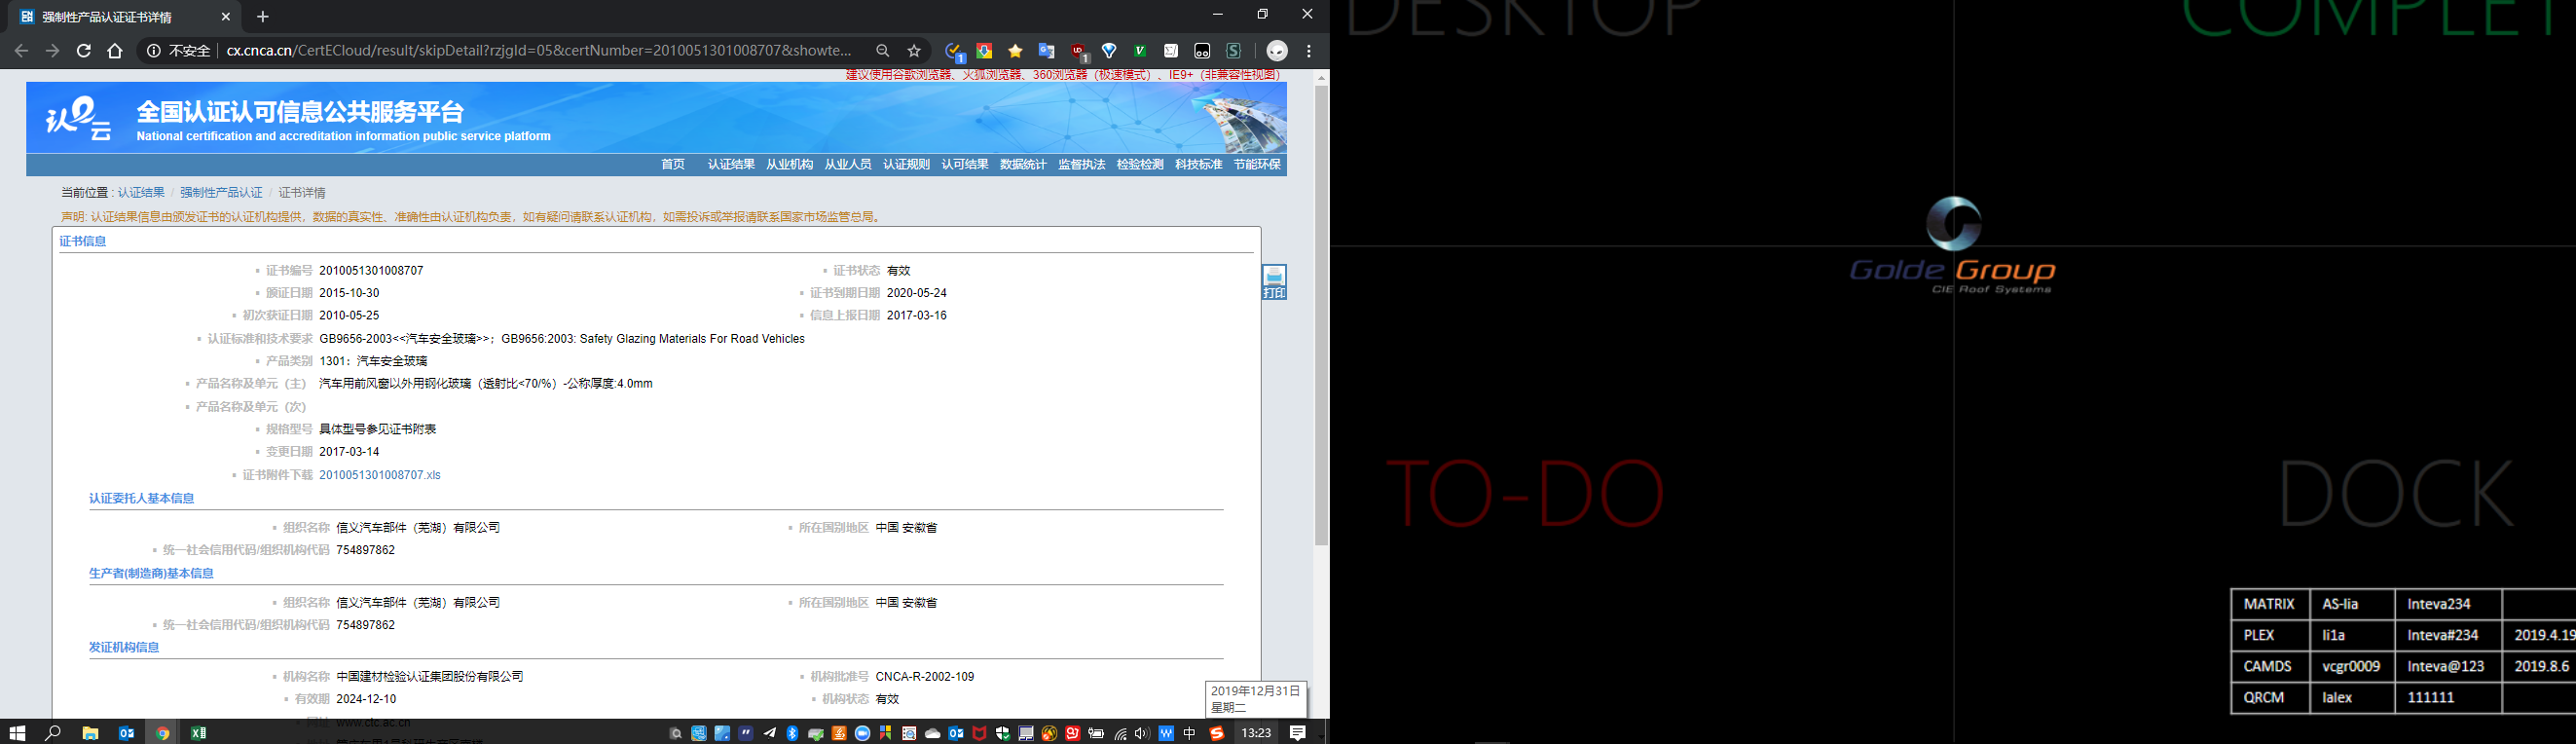 强制性产品认证证书详情
不安全 cx.cnca.cn/CertECloud/result/skipDetail?rzjgId=05&certNumber=2010051301008707&showte...
建议使用谷歌浏览器、火狐浏览器、360浏览器（极速模式）、IE9+（非兼容性视图）
认e云
全国认证认可信息公共服务平台
National certification and accreditation information public service platform
首页 认证结果 从业机构 从业人员 认证规则 认可结果 数据统计 监督执法 检验检测 科技标准 节能环保
当前位置 : 认证结果 / 强制性产品认证 / 证书详情
声明: 认证结果信息由颁发证书的认证机构提供，数据的真实性、准确性由认证机构负责，如有疑问请联系认证机构，如需投诉或举报请联系国家市场监管总局。
证书信息
证书编号 2010051301008707 证书状态 有效
颁证日期 2015-10-30 证书到期日期 2020-05-24
初次获证日期 2010-05-25 信息上报日期 2017-03-16
认证标准和技术要求 GB9656-2003<<汽车安全玻璃>>；GB9656:2003: Safety Glazing Materials For Road Vehicles
产品类别 1301：汽车安全玻璃
产品名称及单元（主） 汽车用前风窗以外用钢化玻璃（透射比<70/%）-公称厚度:4.0mm
产品名称及单元（次）
规格型号 具体型号参见证书附表
变更日期 2017-03-14
证书附件下载 2010051301008707.xls
打印
认证委托人基本信息
组织名称 信义汽车部件（芜湖）有限公司 所在国别地区 中国 安徽省
统一社会信用代码/组织机构代码 754897862
生产者(制造商)基本信息
组织名称 信义汽车部件（芜湖）有限公司 所在国别地区 中国 安徽省
统一社会信用代码/组织机构代码 754897862
发证机构信息
机构名称 中国建材检验认证集团股份有限公司 机构批准号 CNCA-R-2002-109
有效期 2024-12-10 机构状态 有效
www.ctc.ac.cn
2019年12月31日
星期二
中
13:23
DESKTOP
COMPLET
Golde Group
CIE Roof Systems
TO-DO
DOCK
MATRIX AS-lia Inteva234
PLEX li1a Inteva#234 2019.4.19
CAMDS vcgr0009 Inteva@123 2019.8.6
QRCM lalex 111111